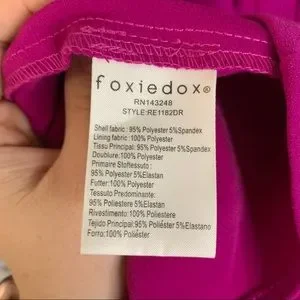 foxiedox®
RN143248
STYLE:RE1182DR
Shell fabric : 95% Polyester 5%Spandex
Lining fabric : 100% Polyester
Tissu Principal: 95% Polyester 5%Spandex
Doublure:100% Polyester
Primaire Stoffetsuto :
95% Polyester 5%Elastan
Futter:100% Polyester
Tessuto Predominante:
95% Poliestere 5%Elastan
Rivestimento: 100% Poliestere
Tejido Principal:95% Poliéster 5%Elastano
Forro:100% Poliéster